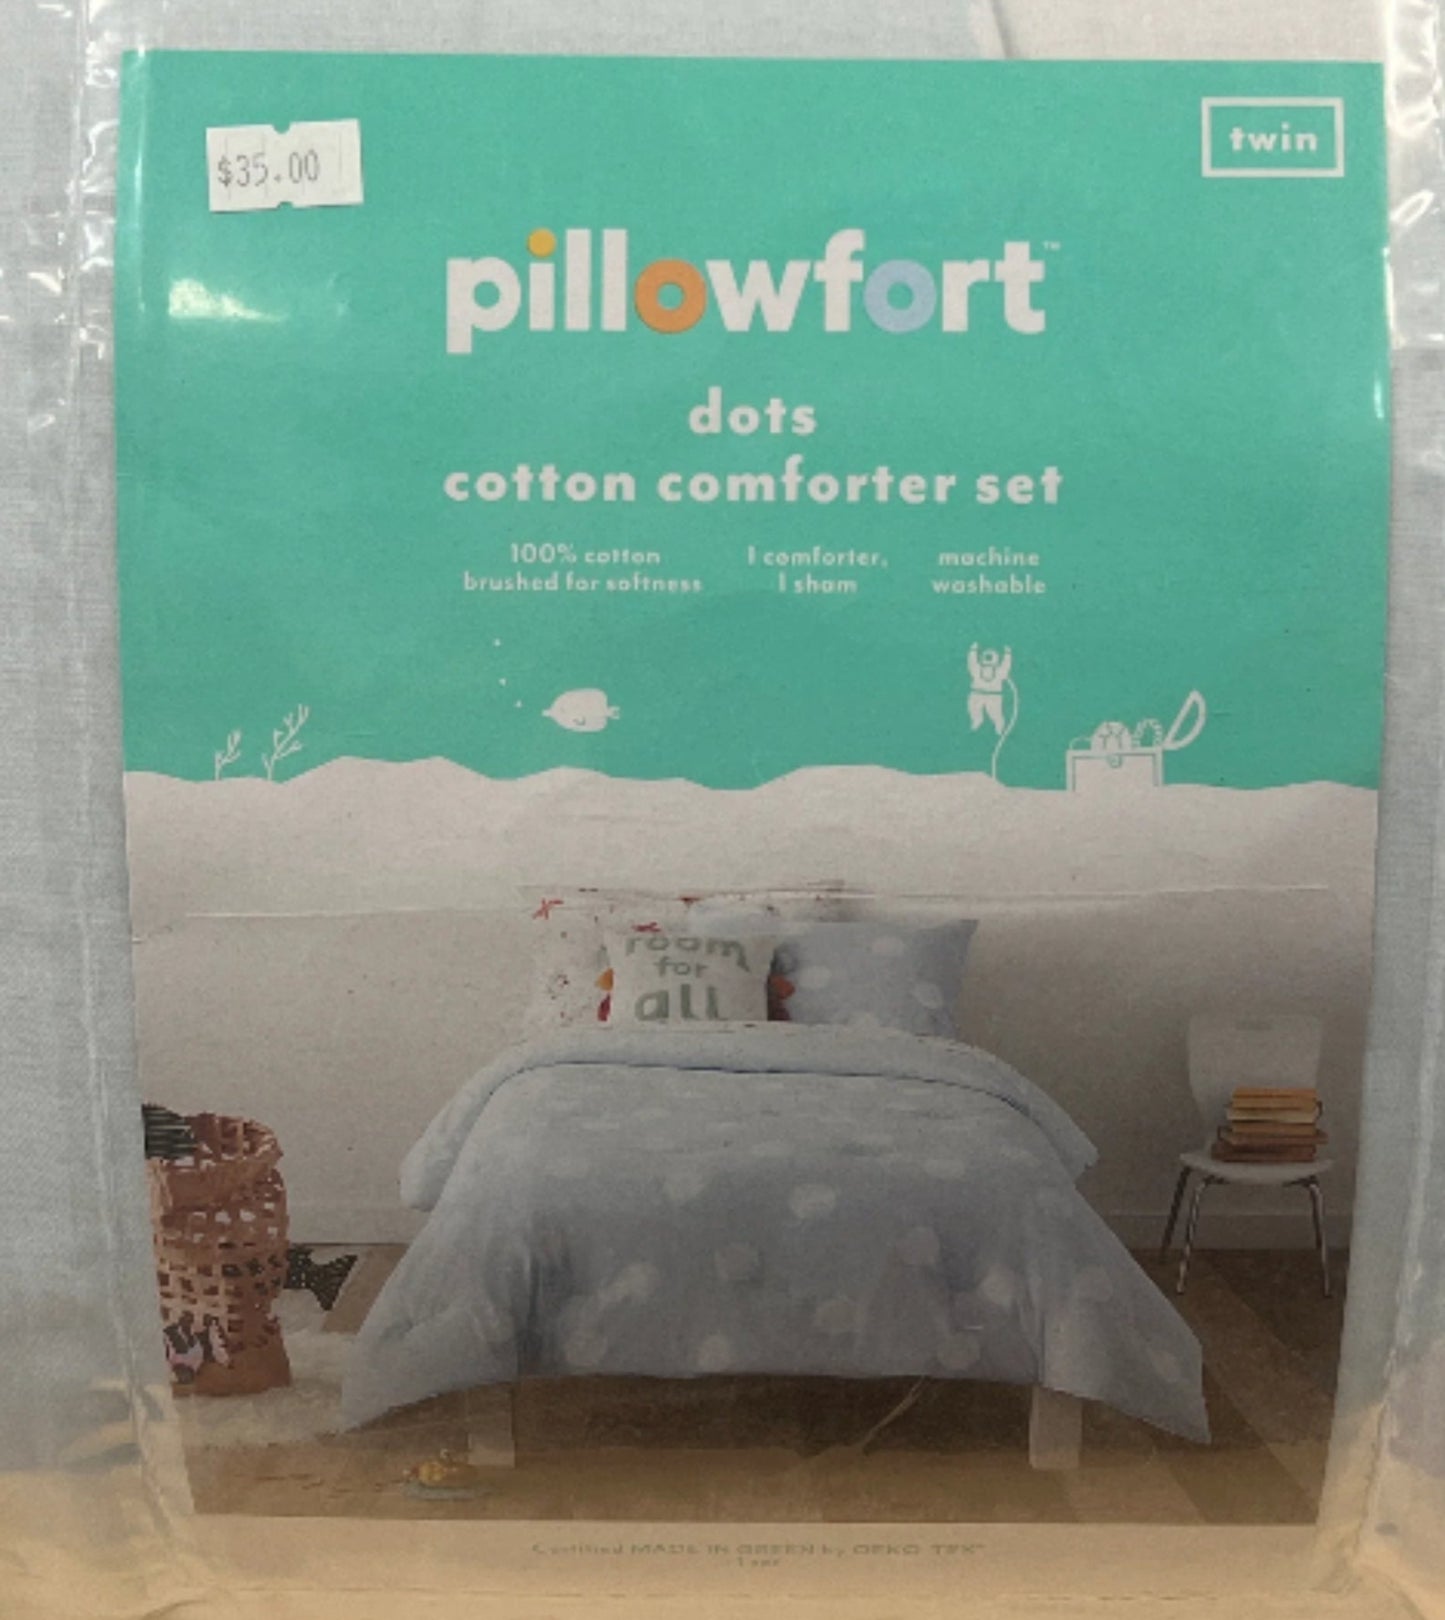 $35.00
twin
pillowfort™
dots
cotton comforter set
100% cotton
brushed for softness
1 comforter,
1 sham
machine
washable
room
for
all
Certified MADE IN GREEN by OEKO-TEX®